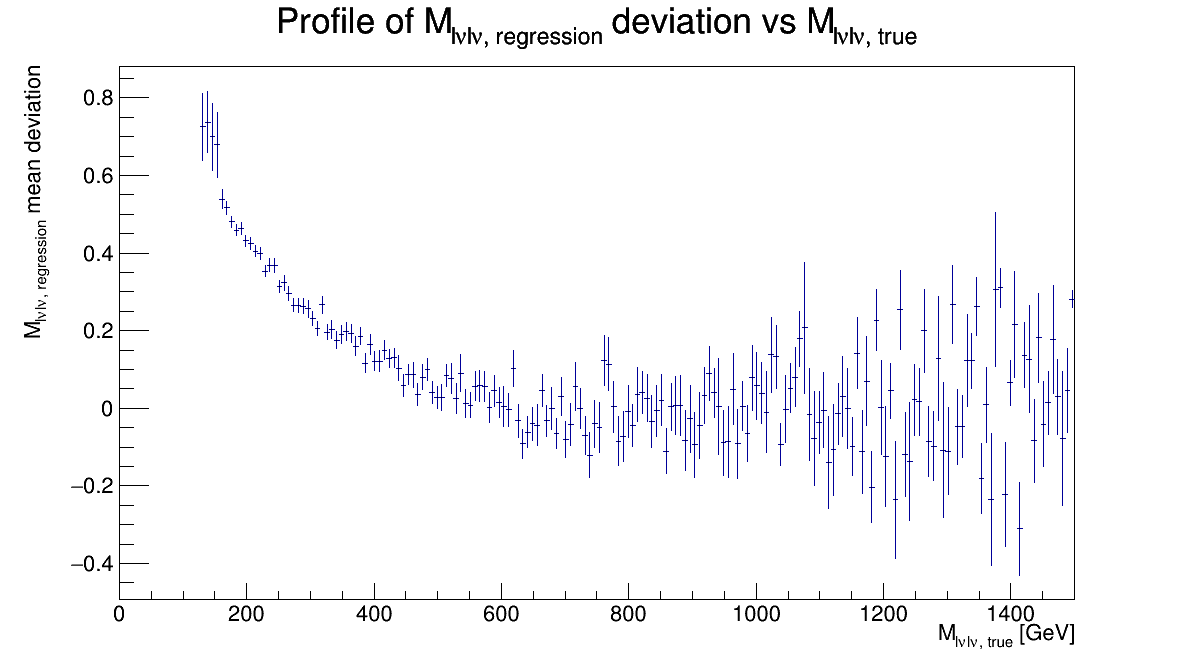 Profile of M_lνlν, regression deviation vs M_lνlν, true
M_lνlν, regression mean deviation
0.8
0.6
0.4
0.2
0
−0.2
−0.4
0 200 400 600 800 1000 1200 1400
M_lνlν, true [GeV]